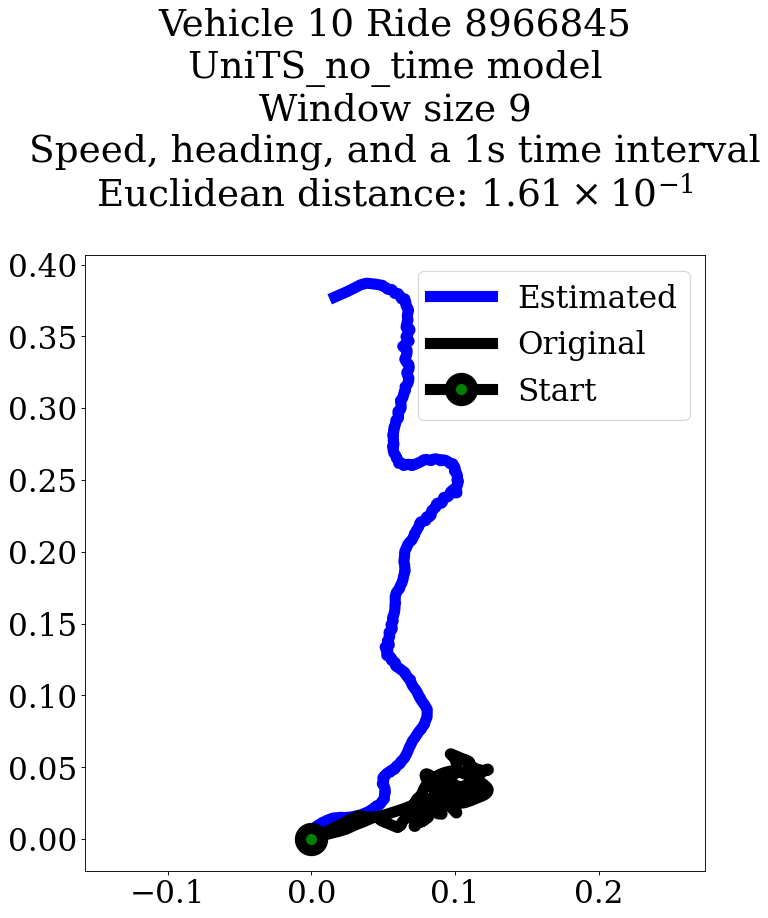 Vehicle 10 Ride 8966845
UniTS_no_time model
Window size 9
Speed, heading, and a 1s time interval
Euclidean distance: 1.61 × 10⁻¹
0.40
0.35
0.30
0.25
0.20
0.15
0.10
0.05
0.00
−0.1
0.0
0.1
0.2
Estimated
Original
Start